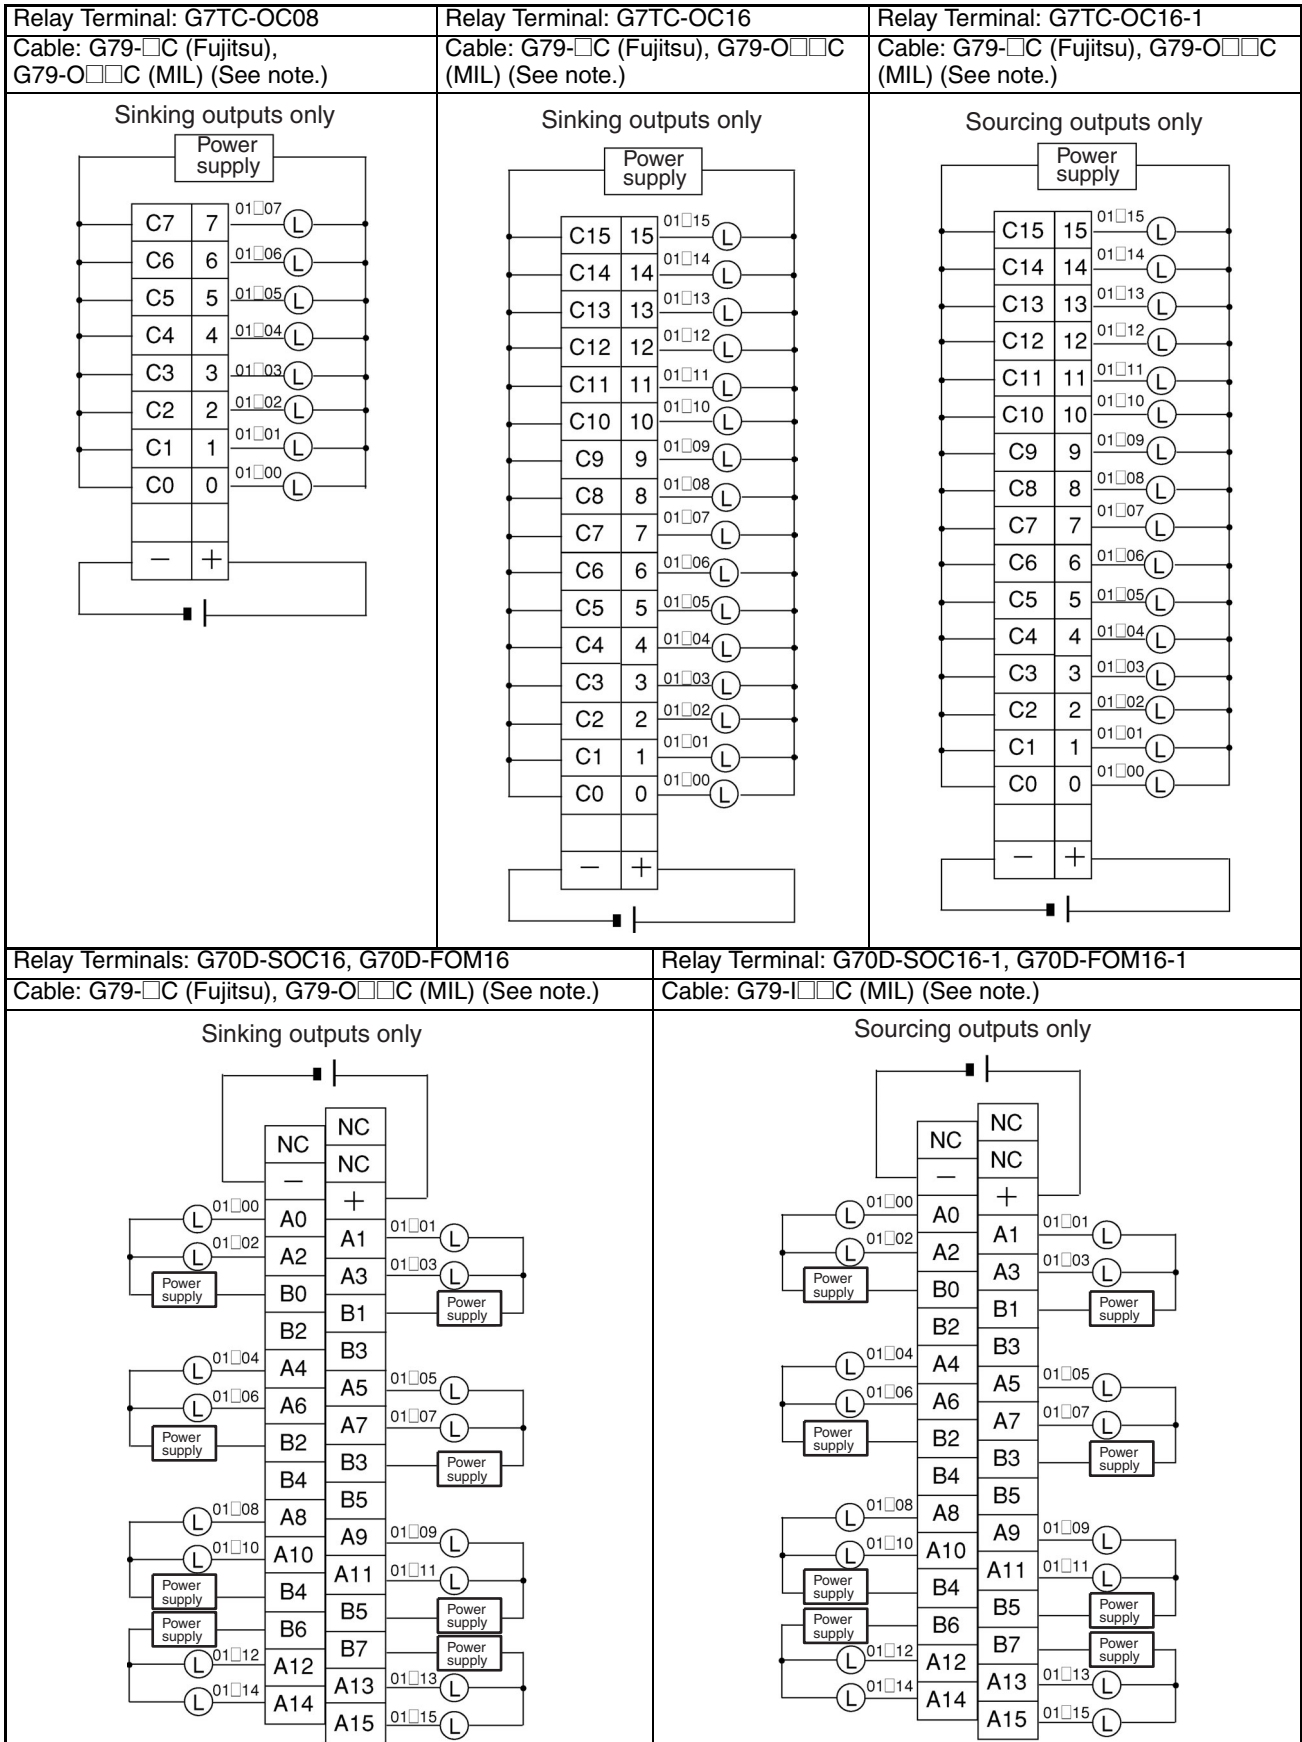 Relay Terminal: G7TC-OC08
Cable: G79-□C (Fujitsu),
G79-O□□C (MIL) (See note.)
Sinking outputs only
Power
supply
C7 7 01□07 L
C6 6 01□06 L
C5 5 01□05 L
C4 4 01□04 L
C3 3 01□03 L
C2 2 01□02 L
C1 1 01□01 L
C0 0 01□00 L
− +
Relay Terminal: G7TC-OC16
Cable: G79-□C (Fujitsu), G79-O□□C
(MIL) (See note.)
Sinking outputs only
Power
supply
C15 15 01□15 L
C14 14 01□14 L
C13 13 01□13 L
C12 12 01□12 L
C11 11 01□11 L
C10 10 01□10 L
C9 9 01□09 L
C8 8 01□08 L
C7 7 01□07 L
C6 6 01□06 L
C5 5 01□05 L
C4 4 01□04 L
C3 3 01□03 L
C2 2 01□02 L
C1 1 01□01 L
C0 0 01□00 L
− +
Relay Terminal: G7TC-OC16-1
Cable: G79-□C (Fujitsu), G79-O□□C
(MIL) (See note.)
Sourcing outputs only
Power
supply
C15 15 01□15 L
C14 14 01□14 L
C13 13 01□13 L
C12 12 01□12 L
C11 11 01□11 L
C10 10 01□10 L
C9 9 01□09 L
C8 8 01□08 L
C7 7 01□07 L
C6 6 01□06 L
C5 5 01□05 L
C4 4 01□04 L
C3 3 01□03 L
C2 2 01□02 L
C1 1 01□01 L
C0 0 01□00 L
− +
Relay Terminals: G70D-SOC16, G70D-FOM16
Cable: G79-□C (Fujitsu), G79-O□□C (MIL) (See note.)
Sinking outputs only
NC
NC
NC
−
+
L 01□00 A0
A1 01□01 L
L 01□02 A2
A3 01□03 L
Power
supply
B0
B1
Power
supply
B2
B3
L 01□04 A4
A5 01□05 L
L 01□06 A6
A7 01□07 L
Power
supply
B2
B3
Power
supply
B4
B5
L 01□08 A8
A9 01□09 L
L 01□10 A10
A11 01□11 L
Power
supply
B4
B5
Power
supply
Power
supply
B6
B7
Power
supply
L 01□12 A12
A13 01□13 L
L 01□14 A14
A15 01□15 L
Relay Terminal: G70D-SOC16-1, G70D-FOM16-1
Cable: G79-I□□C (MIL) (See note.)
Sourcing outputs only
NC
NC
NC
−
+
L 01□00 A0
A1 01□01 L
L 01□02 A2
A3 01□03 L
Power
supply
B0
B1
Power
supply
B2
B3
L 01□04 A4
A5 01□05 L
L 01□06 A6
A7 01□07 L
Power
supply
B2
B3
Power
supply
B4
B5
L 01□08 A8
A9 01□09 L
L 01□10 A10
A11 01□11 L
Power
supply
B4
B5
Power
supply
Power
supply
B6
B7
Power
supply
L 01□12 A12
A13 01□13 L
L 01□14 A14
A15 01□15 L